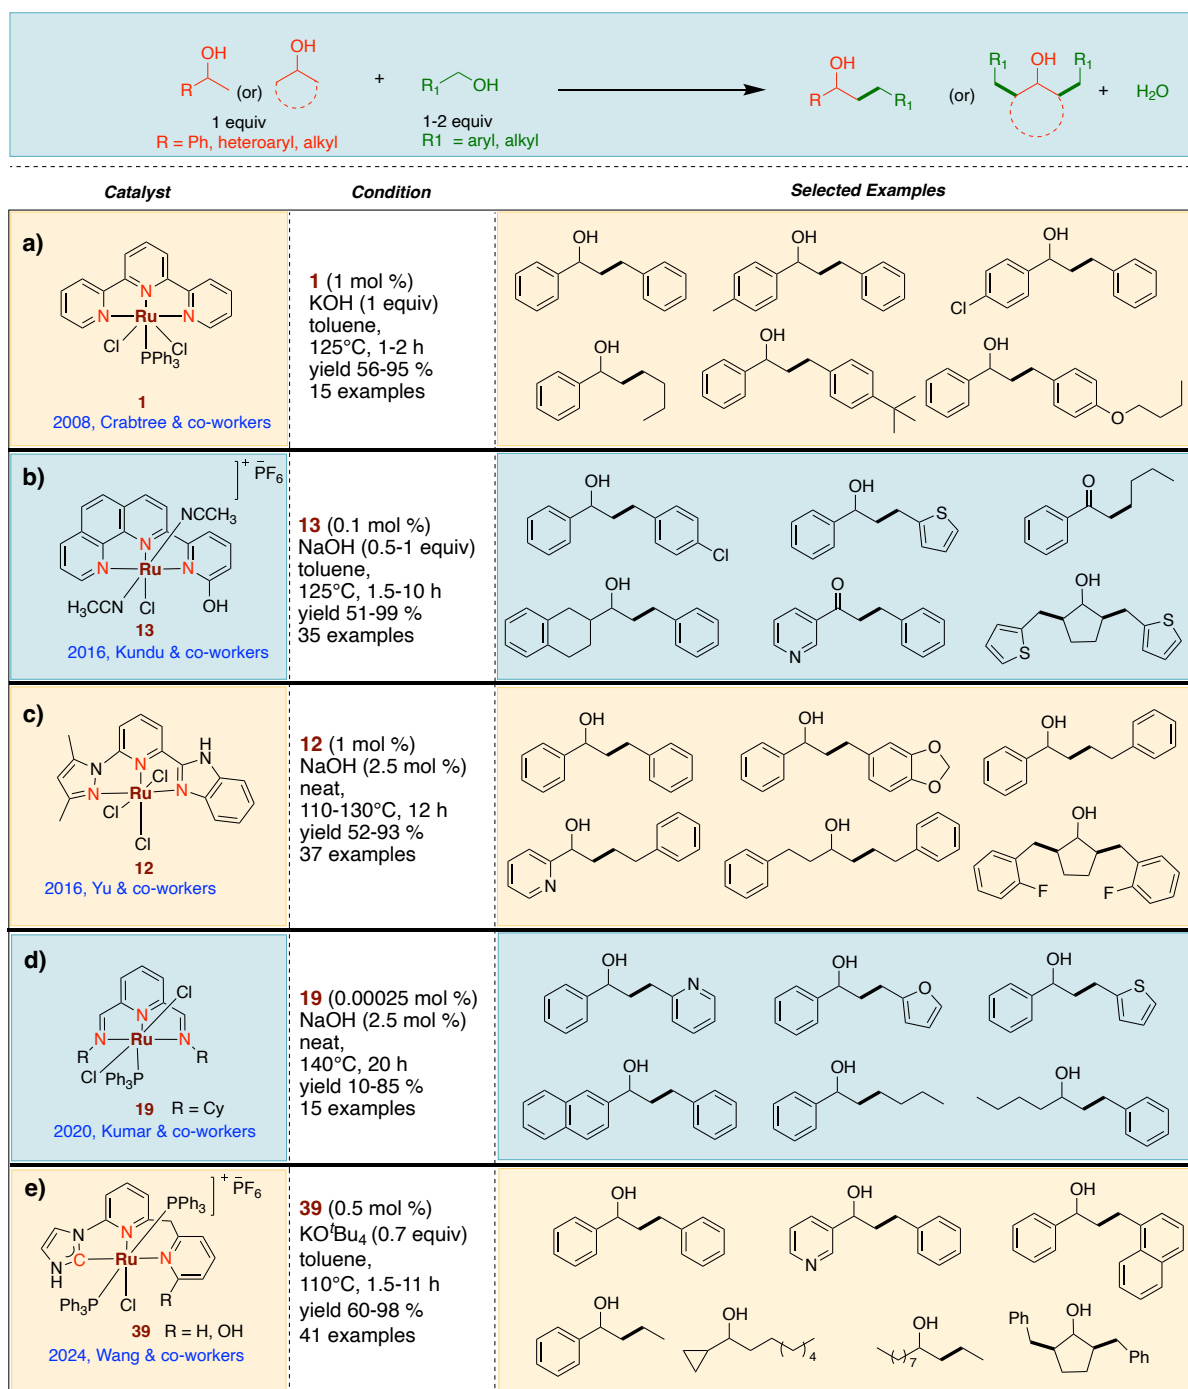 OH
R
(or)
OH
+
R1
OH
1 equiv
R = Ph, heteroaryl, alkyl
1-2 equiv
R1 = aryl, alkyl
OH
R
R1
(or)
R1
OH
R1
+
H2O
Catalyst
Condition
Selected Examples
a)
N
N
Ru
N
Cl
Cl
PPh3
1
2008, Crabtree & co-workers
1 (1 mol %)
KOH (1 equiv)
toluene,
125°C, 1-2 h
yield 56-95 %
15 examples
OH
OH
OH
Cl
OH
OH
OH
O
b)
+
PF6
NCCH3
N
N
Ru
N
H3CCN
Cl
OH
13
2016, Kundu & co-workers
13 (0.1 mol %)
NaOH (0.5-1 equiv)
toluene,
125°C, 1.5-10 h
yield 51-99 %
35 examples
OH
Cl
OH
S
O
OH
O
N
OH
S
S
c)
N
N
N
H
N
Ru
N
Cl
Cl
Cl
12
2016, Yu & co-workers
12 (1 mol %)
NaOH (2.5 mol %)
neat,
110-130°C, 12 h
yield 52-93 %
37 examples
OH
OH
O
O
OH
OH
N
OH
OH
F
F
d)
Cl
N
N
Ru
N
R
R
Cl
Ph3P
19 R = Cy
2020, Kumar & co-workers
19 (0.00025 mol %)
NaOH (2.5 mol %)
neat,
140°C, 20 h
yield 10-85 %
15 examples
OH
N
OH
O
OH
S
OH
OH
OH
e)
+
PF6
PPh3
N
N
C
Ru
N
N
H
Ph3P
Cl
R
39 R = H, OH
2024, Wang & co-workers
39 (0.5 mol %)
KOtBu4 (0.7 equiv)
toluene,
110°C, 1.5-11 h
yield 60-98 %
41 examples
OH
OH
N
OH
OH
OH
4
OH
7
OH
Ph
Ph